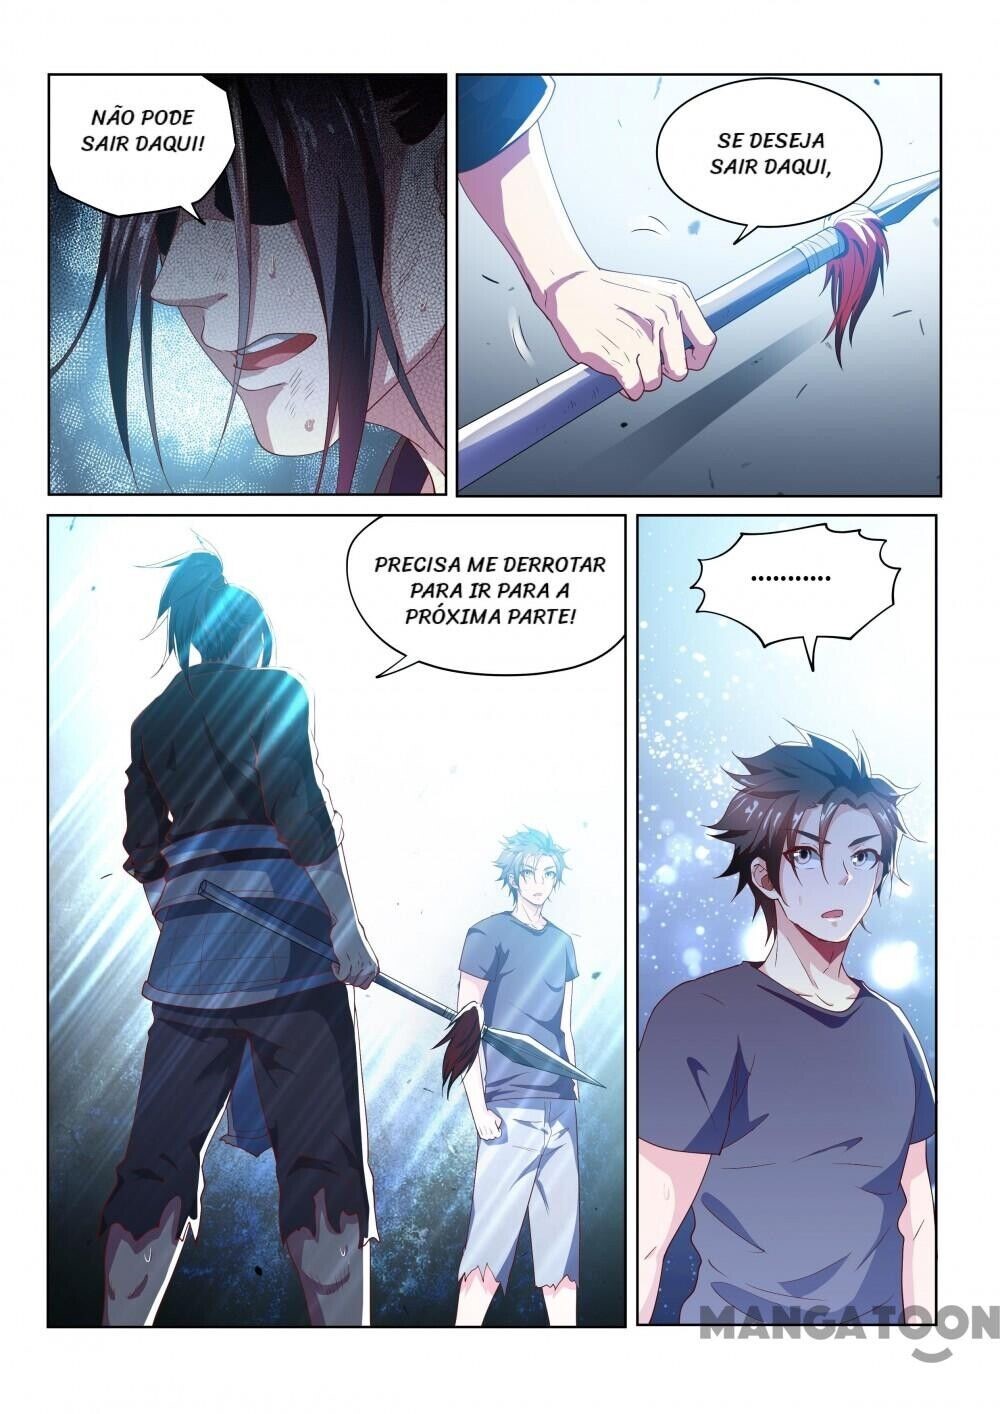 NÃO PODE
SAIR DAQUI!
SE DESEJA
SAIR DAQUI,
PRECISA ME DERROTAR
PARA IR PARA A
PRÓXIMA PARTE!
...........
MANGATOON